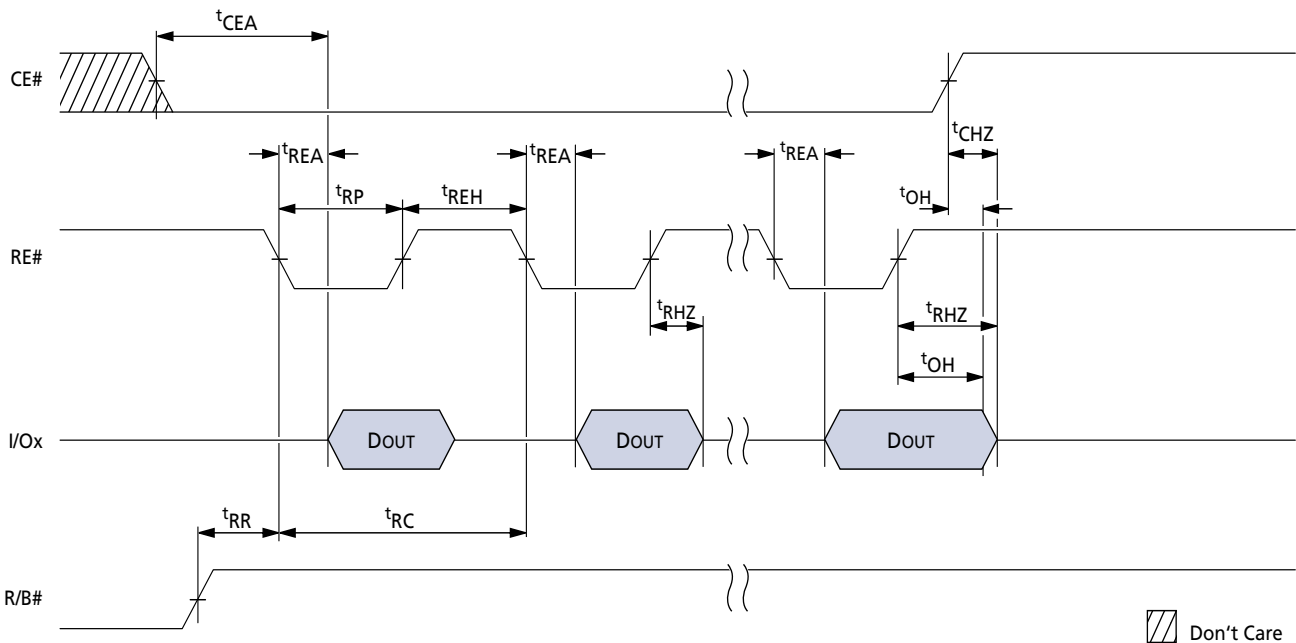 tCEA
CE#
tCHZ
tREA tREA tREA
tRP tREH tOH
RE#
tRHZ tRHZ
tOH
I/Ox DOUT DOUT DOUT
tRR tRC
R/B#
Don't Care